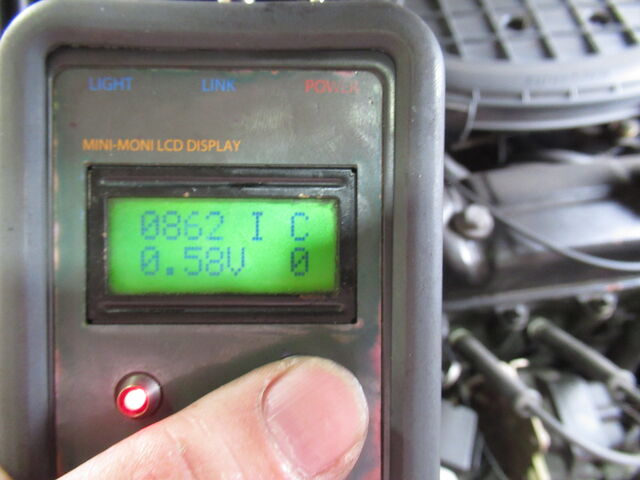 LIGHT LINK POWER
MINI-MONI LCD DISPLAY
0862 I C
0.58V 0